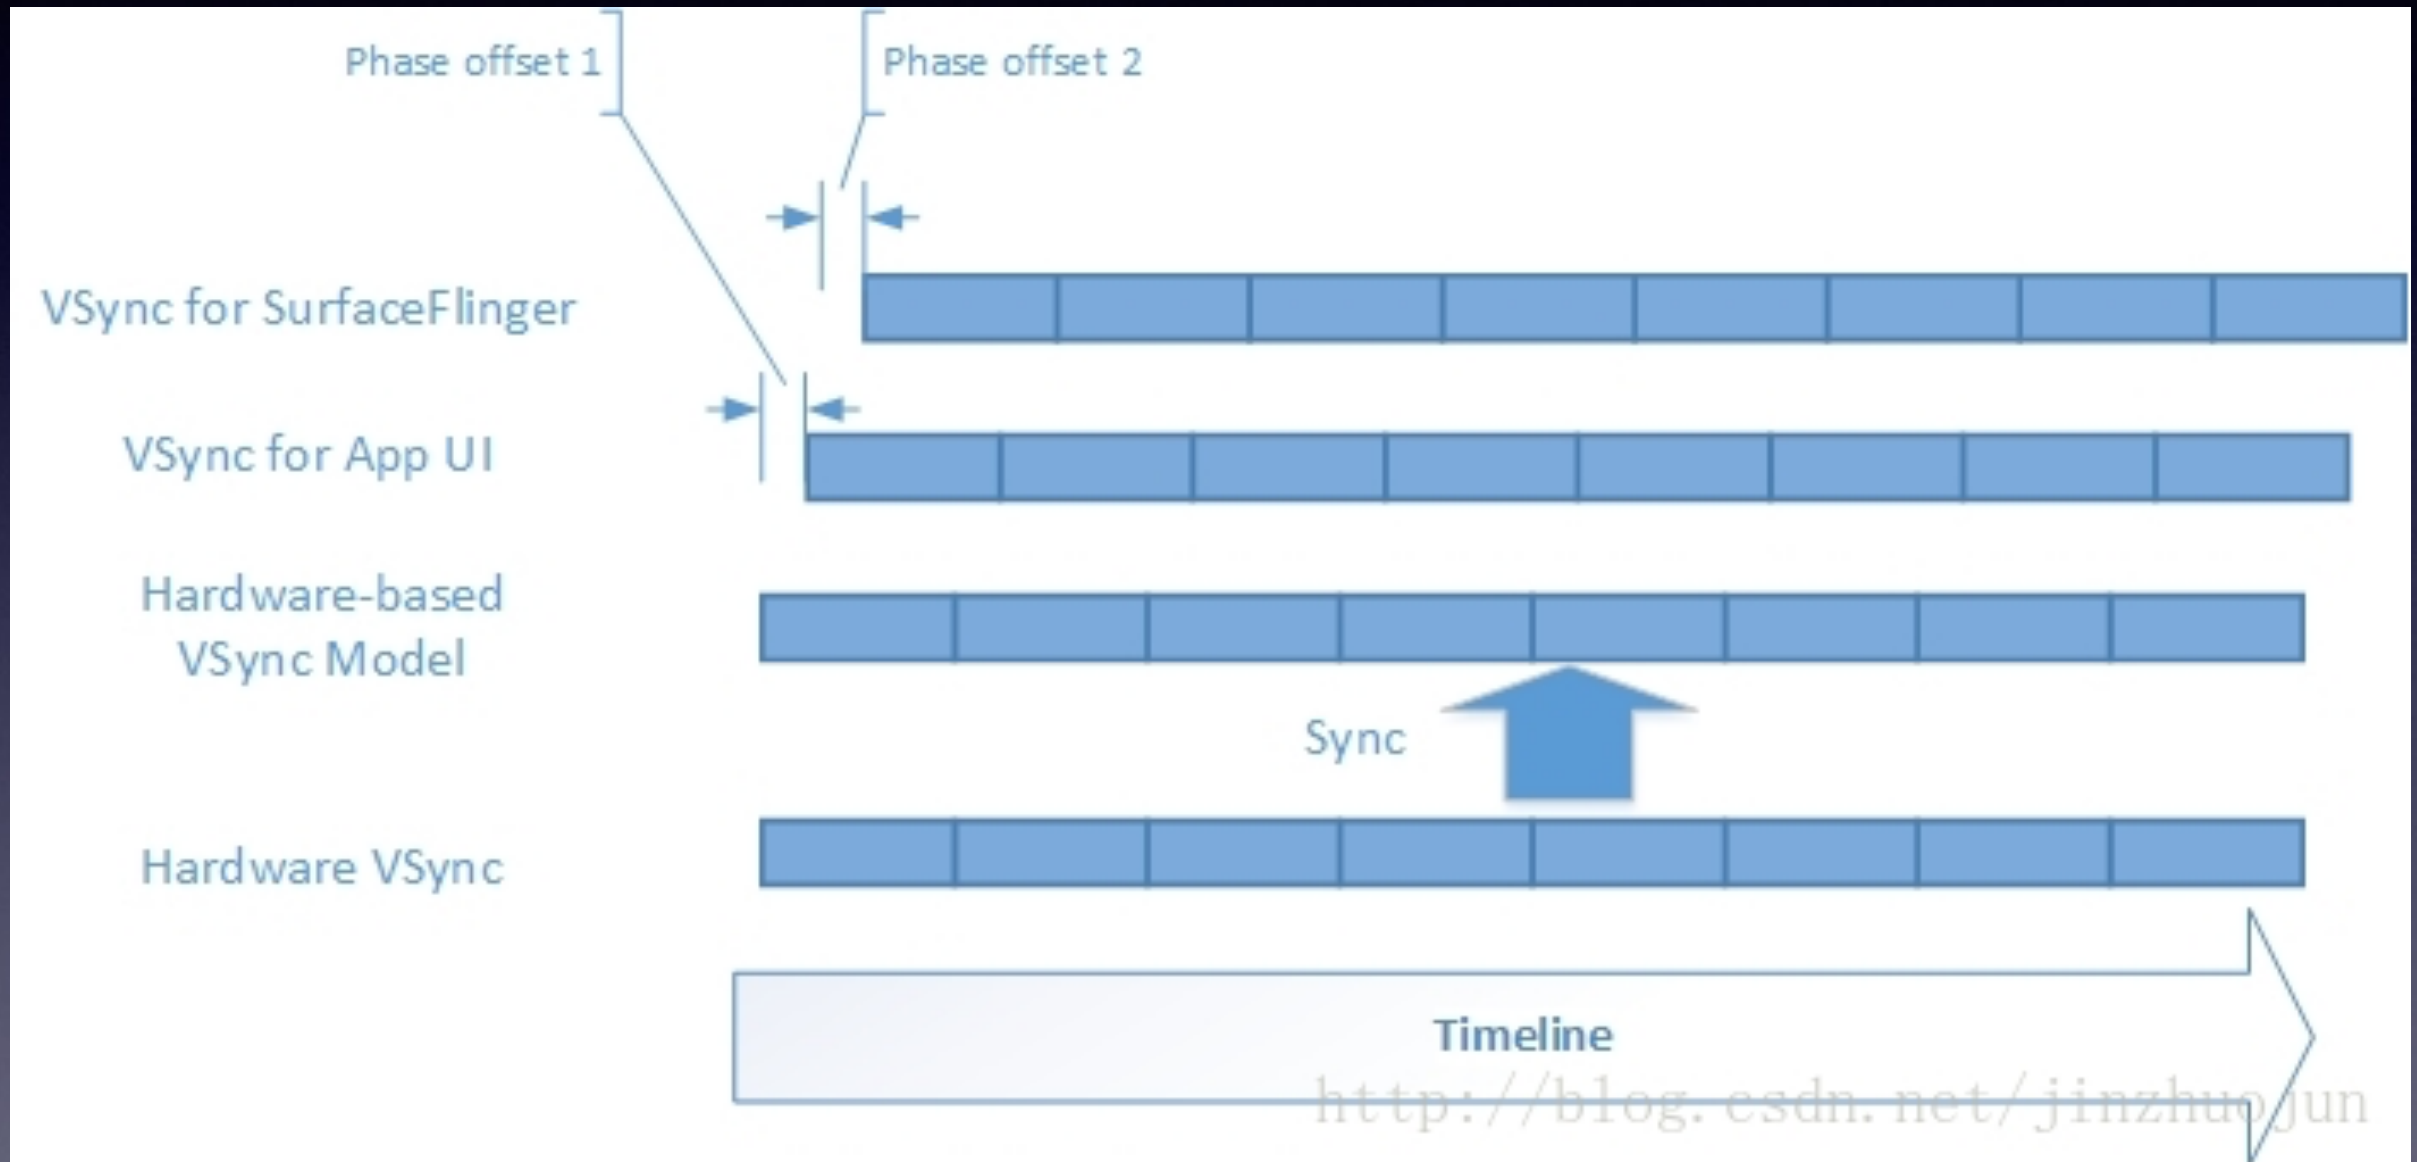 Phase offset 1
Phase offset 2
VSync for SurfaceFlinger
VSync for App UI
Hardware-based
VSync Model
Sync
Hardware VSync
Timeline
http://blog.csdn.net/jinzhuojun